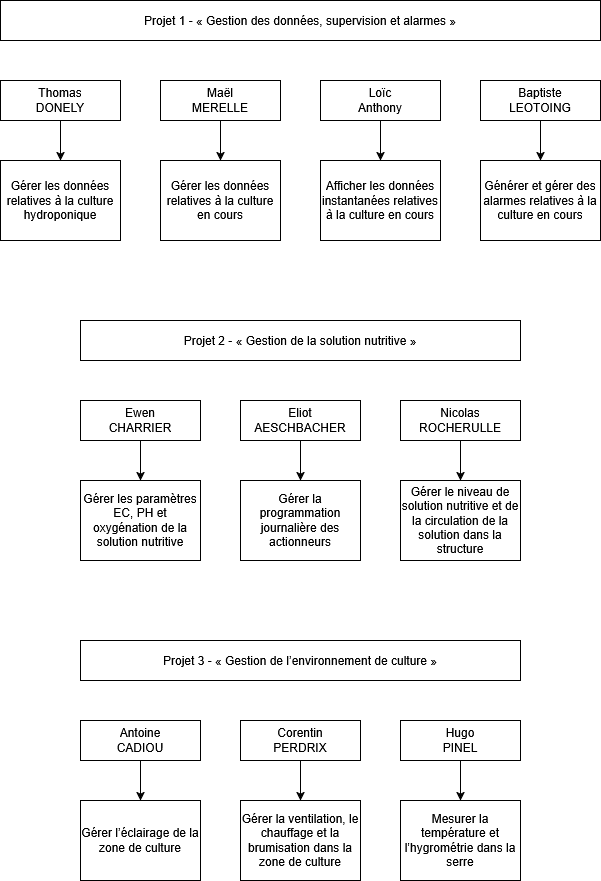 Projet 1 - « Gestion des données, supervision et alarmes »
Thomas
DONELY
Maël
MERELLE
Loïc
Anthony
Baptiste
LEOTOING
Gérer les données
relatives à la culture
hydroponique
Gérer les données
relatives à la culture
en cours
Afficher les données
instantanées relatives
à la culture en cours
Générer et gérer des
alarmes relatives à la
culture en cours
Projet 2 - « Gestion de la solution nutritive »
Ewen
CHARRIER
Eliot
AESCHBACHER
Nicolas
ROCHERULLE
Gérer les paramètres
EC, PH et
oxygénation de la
solution nutritive
Gérer la
programmation
journalière des
actionneurs
Gérer le niveau de
solution nutritive et de
la circulation de la
solution dans la
structure
Projet 3 - « Gestion de l’environnement de culture »
Antoine
CADIOU
Corentin
PERDRIX
Hugo
PINEL
Gérer l’éclairage de la
zone de culture
Gérer la ventilation, le
chauffage et la
brumisation dans la
zone de culture
Mesurer la
température et
l’hygrométrie dans la
serre